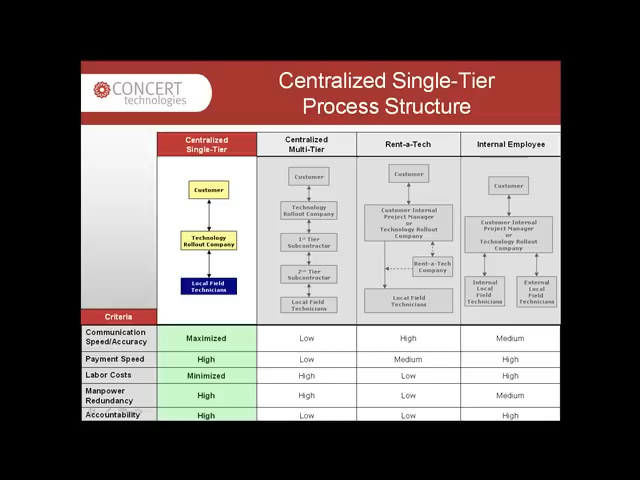 CONCERT
technologies
Centralized Single-Tier
Process Structure
Centralized
Single-Tier
Centralized
Multi-Tier
Rent-a-Tech
Internal Employee
Customer
Technology
Rollout Company
Local Field
Technicians
Customer
Technology
Rollout Company
1st Tier
Subcontractor
2nd Tier
Subcontractor
Local Field
Technicians
Customer
Customer Internal
Project Manager
or
Technology Rollout
Company
Rent-a-Tech
Company
Local Field
Technicians
Customer
Customer Internal
Project Manager
or
Technology Rollout
Company
Internal
Local
Field
Technicians
External
Local
Field
Technicians
Criteria
Communication
Speed/Accuracy
Maximized
Low
High
Medium
Payment Speed
High
Low
Medium
High
Labor Costs
Minimized
High
Low
High
Manpower
Redundancy
High
High
Low
Medium
Accountability
High
Low
Low
High